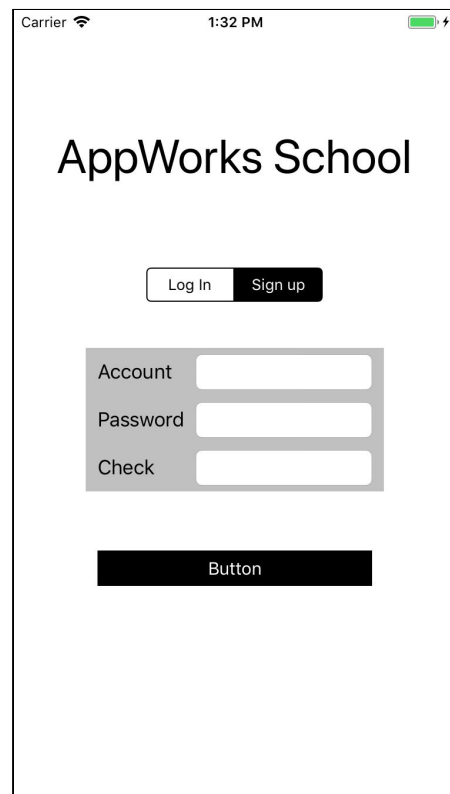 Carrier 1:32 PM
AppWorks School
Log In Sign up
Account
Password
Check
Button